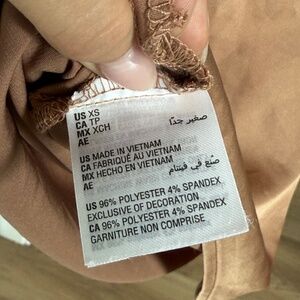 US XS
CA TP
MX XCH
AE صغير جدًا
US MADE IN VIETNAM
CA FABRIQUÉ AU VIETNAM
MX HECHO EN VIETNAM
AE صُنع في فيتنام
US 96% POLYESTER 4% SPANDEX
EXCLUSIVE OF DECORATION
CA 96% POLYESTER 4% SPANDEX
GARNITURE NON COMPRISE